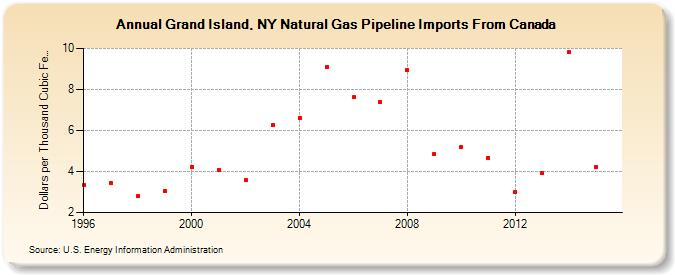 Annual Grand Island, NY Natural Gas Pipeline Imports From Canada
Dollars per Thousand Cubic Fe...
10
8
6
4
2
1996 2000 2004 2008 2012
Source: U.S. Energy Information Administration